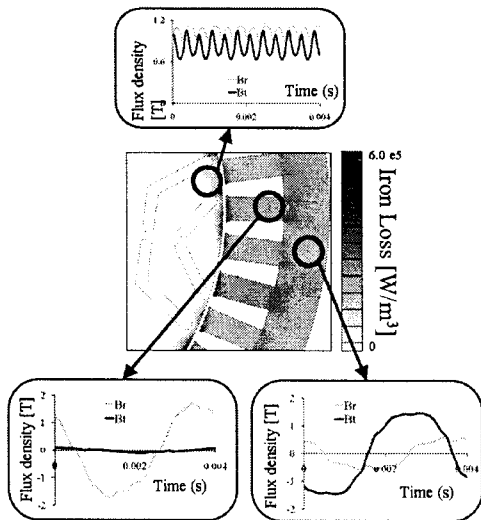 Flux density [T]
1.2
0.6
0
0.002
0.004
Time (s)
Br
Bt
6.0 e5
0
Iron Loss [W/m³]
Flux density [T]
2
1
0
-1
-2
Br
Bt
0.002
0.004
Time (s)
Flux density [T]
2
1
0
-1
-2
Br
Bt
0.002
0.004
Time (s)